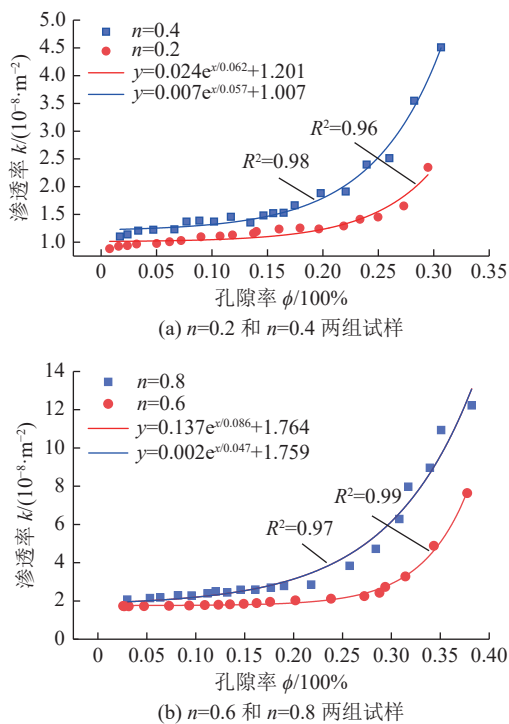 5.0
4.5
4.0
3.5
3.0
2.5
2.0
1.5
1.0
渗透率 k/(10⁻⁸·m⁻²)
n=0.4
n=0.2
y=0.024e^{x/0.062}+1.201
y=0.007e^{x/0.057}+1.007
R²=0.96
R²=0.98
0 0.05 0.10 0.15 0.20 0.25 0.30 0.35
孔隙率 ϕ/100%
(a) n=0.2 和 n=0.4 两组试样
14
12
10
8
6
4
2
0
渗透率 k/(10⁻⁸·m⁻²)
n=0.8
n=0.6
y=0.137e^{x/0.086}+1.764
y=0.002e^{x/0.047}+1.759
R²=0.99
R²=0.97
0 0.05 0.10 0.15 0.20 0.25 0.30 0.35 0.40
孔隙率 ϕ/100%
(b) n=0.6 和 n=0.8 两组试样